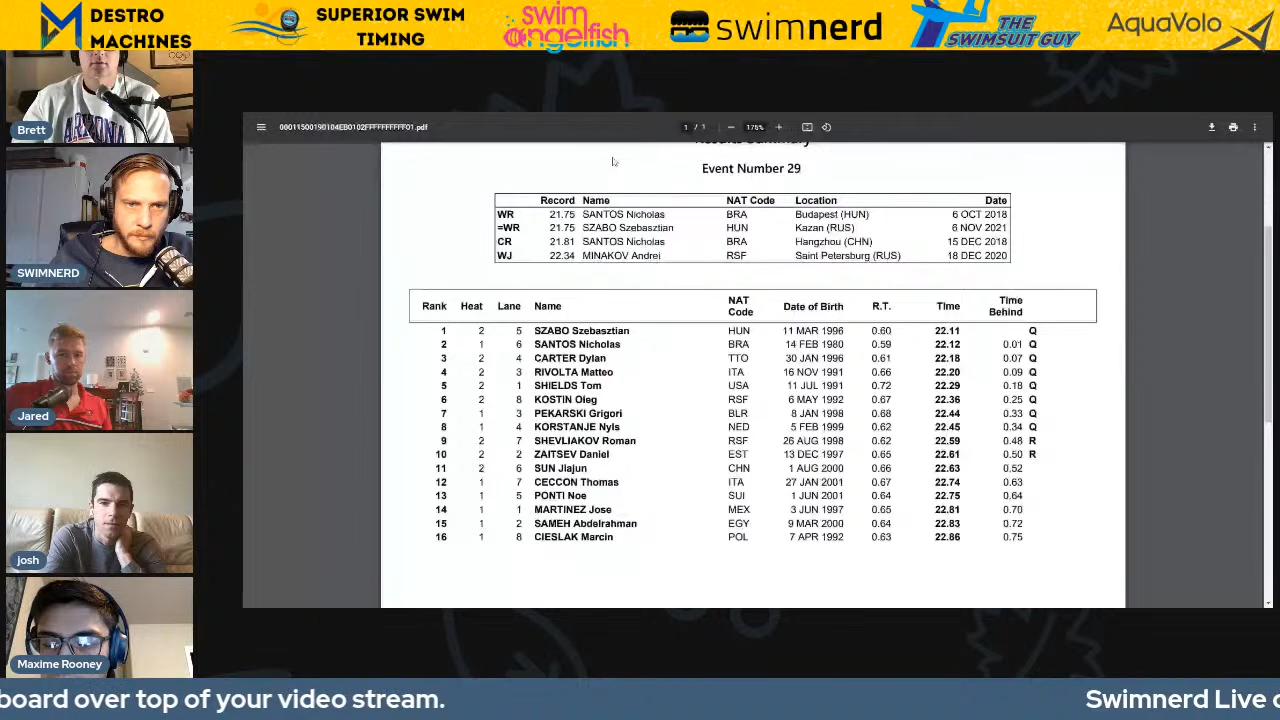 DESTRO
MACHINES
SUPERIOR SWIM
TIMING
swim
angelfish
swimnerd
THE
SWIMSUIT GUY
AquaVolo
Brett
SWIMNERD
Jared
josh
Maxime Rooney
1 / 1
175%
Results Summary
Event Number 29
Record Name NAT Code Location Date
WR 21.75 SANTOS Nicholas BRA Budapest (HUN) 6 OCT 2018
=WR 21.75 SZABO Szebasztian HUN Kazan (RUS) 6 NOV 2021
CR 21.81 SANTOS Nicholas BRA Hangzhou (CHN) 15 DEC 2018
WJ 22.34 MINAKOV Andrei RSF Saint Petersburg (RUS) 18 DEC 2020
Rank Heat Lane Name NAT Code Date of Birth R.T. Time Time Behind
1 2 5 SZABO Szebasztian HUN 11 MAR 1996 0.60 22.11 Q
2 1 6 SANTOS Nicholas BRA 14 FEB 1980 0.59 22.12 0.01 Q
3 2 4 CARTER Dylan TTO 30 JAN 1996 0.61 22.18 0.07 Q
4 2 3 RIVOLTA Matteo ITA 16 NOV 1991 0.66 22.20 0.09 Q
5 2 1 SHIELDS Tom USA 11 JUL 1991 0.72 22.29 0.18 Q
6 2 8 KOSTIN Oleg RSF 6 MAY 1992 0.67 22.36 0.25 Q
7 1 3 PEKARSKI Grigori BLR 8 JAN 1998 0.68 22.44 0.33 Q
8 1 4 KORSTANJE Nyls NED 5 FEB 1999 0.62 22.45 0.34 Q
9 2 7 SHEVLIAKOV Roman RSF 26 AUG 1998 0.62 22.59 0.48 R
10 2 2 ZAITSEV Daniel EST 13 DEC 1997 0.65 22.61 0.50 R
11 2 6 SUN Jiajun CHN 1 AUG 2000 0.66 22.63 0.52
12 1 7 CECCON Thomas ITA 27 JAN 2001 0.67 22.74 0.63
13 1 5 PONTI Noe SUI 1 JUN 2001 0.64 22.75 0.64
14 1 1 MARTINEZ Jose MEX 3 JUN 1997 0.65 22.81 0.70
15 1 2 SAMEH Abdelrahman EGY 9 MAR 2000 0.64 22.83 0.72
16 1 8 CIESLAK Marcin POL 7 APR 1992 0.63 22.86 0.75
board over top of your video stream.
Swimnerd Live